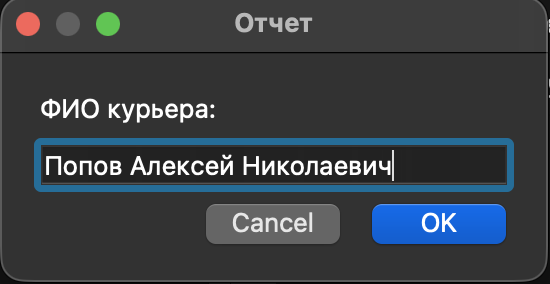 Отчет
ФИО курьера:
Попов Алексей Николаевич
Cancel
OK